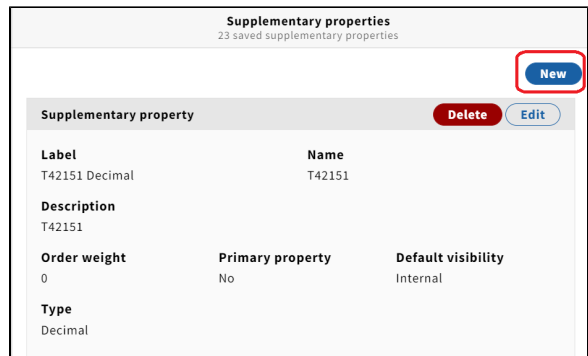 Supplementary properties
23 saved supplementary properties
New
Supplementary property Delete Edit
Label Name
T42151 Decimal T42151
Description
T42151
Order weight Primary property Default visibility
0 No Internal
Type
Decimal